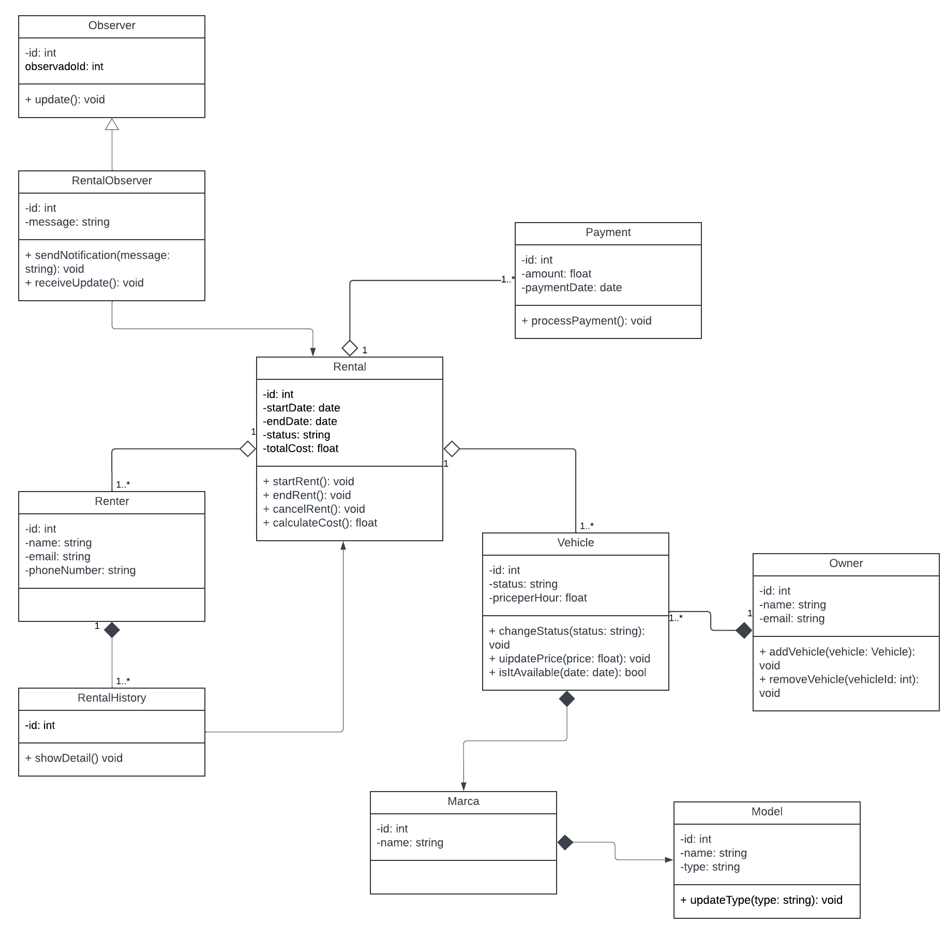 Observer
-id: int
observadoId: int
+ update(): void
RentalObserver
-id: int
-message: string
+ sendNotification(message:
string): void
+ receiveUpdate(): void
Payment
-id: int
-amount: float
-paymentDate: date
+ processPayment(): void
1..*
1
Rental
-id: int
-startDate: date
-endDate: date
-status: string
-totalCost: float
+ startRent(): void
+ endRent(): void
+ cancelRent(): void
+ calculateCost(): float
1
1
1..*
Renter
-id: int
-name: string
-email: string
-phoneNumber: string
1
1..*
RentalHistory
-id: int
+ showDetail() void
1..*
Vehicle
-id: int
-status: string
-priceperHour: float
+ changeStatus(status: string):
void
+ uipdatePrice(price: float): void
+ isItAvailable(date: date): bool
1..*
1
Owner
-id: int
-name: string
-email: string
+ addVehicle(vehicle: Vehicle):
void
+ removeVehicle(vehicleId: int):
void
Marca
-id: int
-name: string
Model
-id: int
-name: string
-type: string
+ updateType(type: string): void